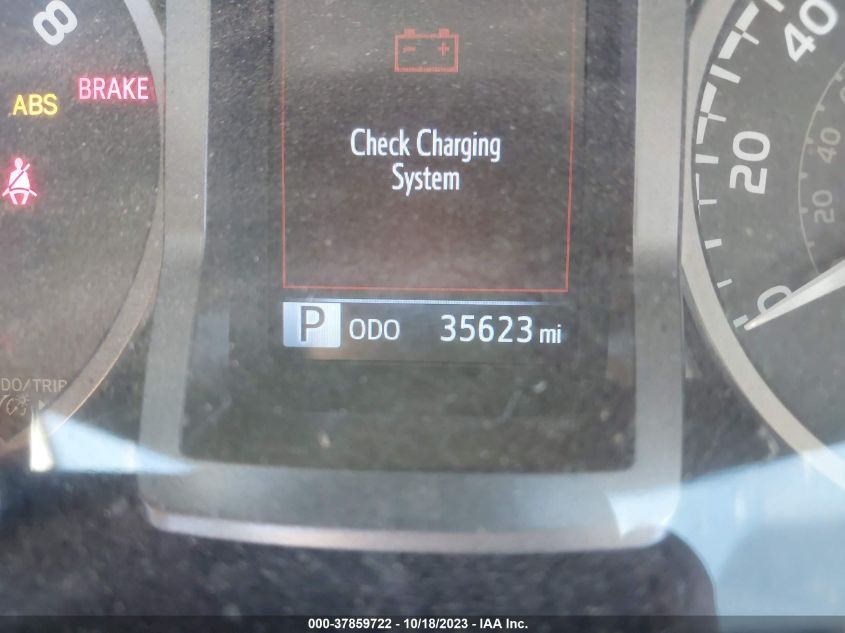 8
ABS
BRAKE
Check Charging
System
P ODO 35623 mi
40
20
0
40
20
000-37859722 - 10/18/2023 - IAA Inc.